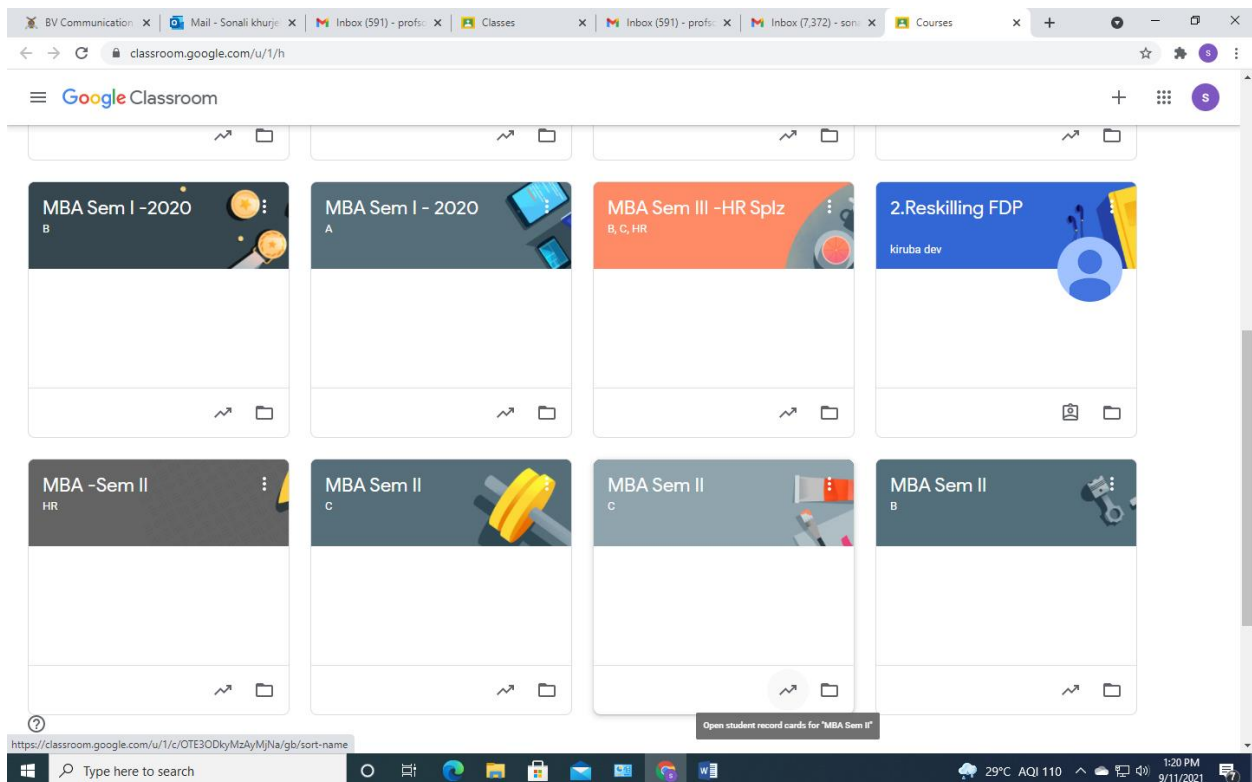 BV Communication
Mail - Sonali khurje
Inbox (591) - profsc
Classes
Inbox (591) - profsc
Inbox (7,372) - son
Courses
classroom.google.com/u/1/h
s
Google Classroom
s
MBA Sem I -2020
B
MBA Sem I - 2020
A
MBA Sem III -HR Splz
B, C, HR
2.Reskilling FDP
kiruba dev
MBA -Sem II
HR
MBA Sem II
C
MBA Sem II
C
MBA Sem II
B
Open student record cards for "MBA Sem II"
https://classroom.google.com/u/1/c/OTE3ODkyMzAyMjNa/gb/sort-name
Type here to search
29°C AQI 110
1:20 PM
9/11/2021